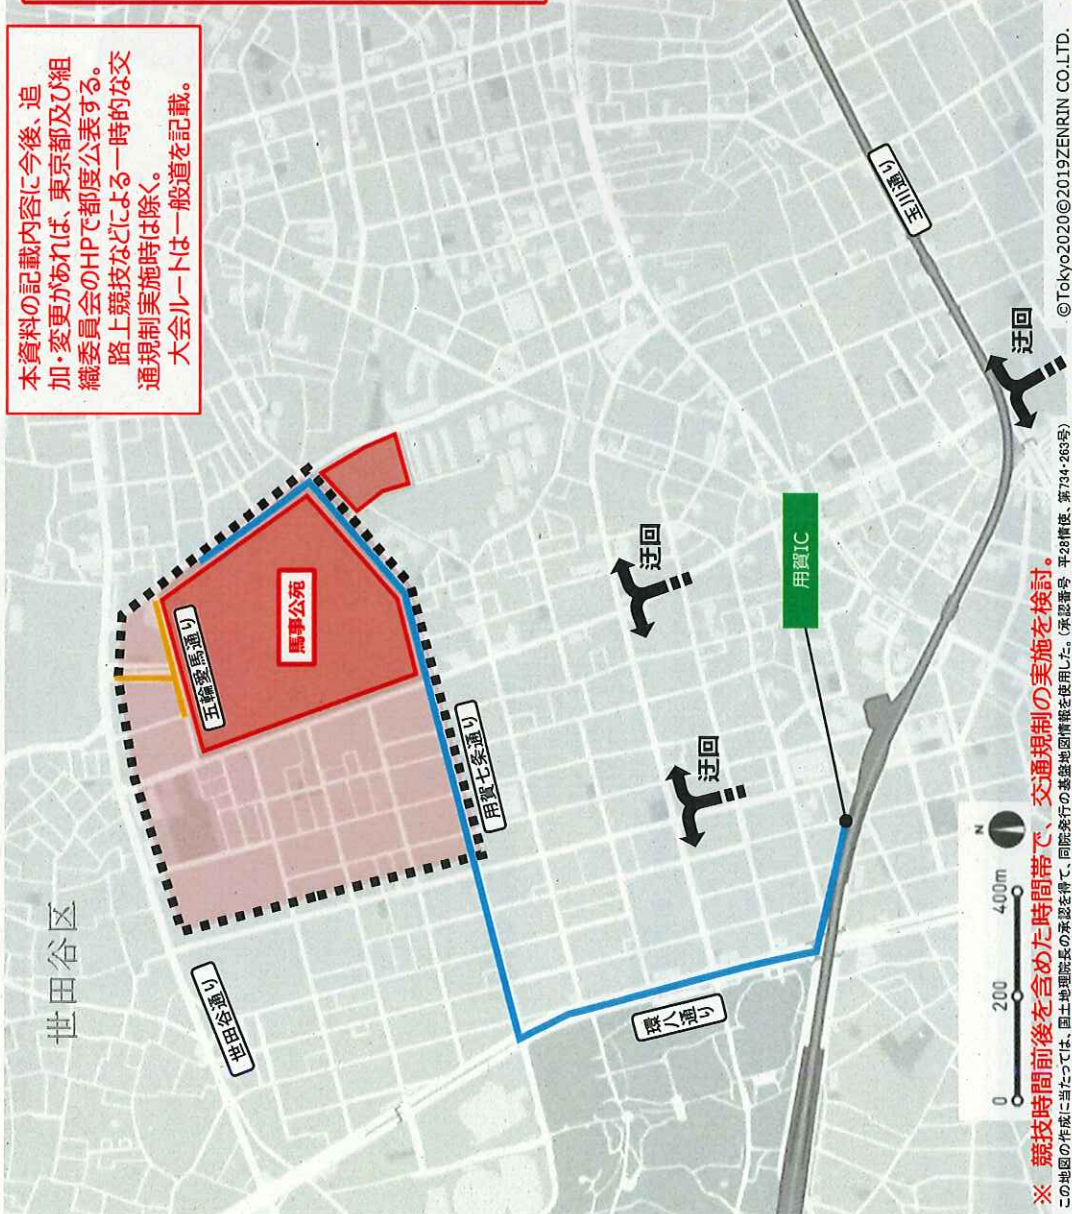 本資料の記載内容に今後、追
加・変更があれば、東京都及び組
織委員会のHPで都度公表する。
路上競技などによる一時的な交
通規制実施時は除く。
大会ルートは一般道を記載。
世田谷区
世田谷通り
五輪愛馬通り
馬事公苑
用賀七条通り
環八通り
迂回
迂回
用賀IC
玉川通り
迂回
N
0 200 400m
※ 競技時間前後を含めた時間帯で、交通規制の実施を検討。
この地図の作成に当たっては、国土地理院長の承認を得て、同院発行の基盤地図情報を使用した。(承認番号 平28情使、第734-263号)
©Tokyo2020©2019ZENRIN CO.LTD.